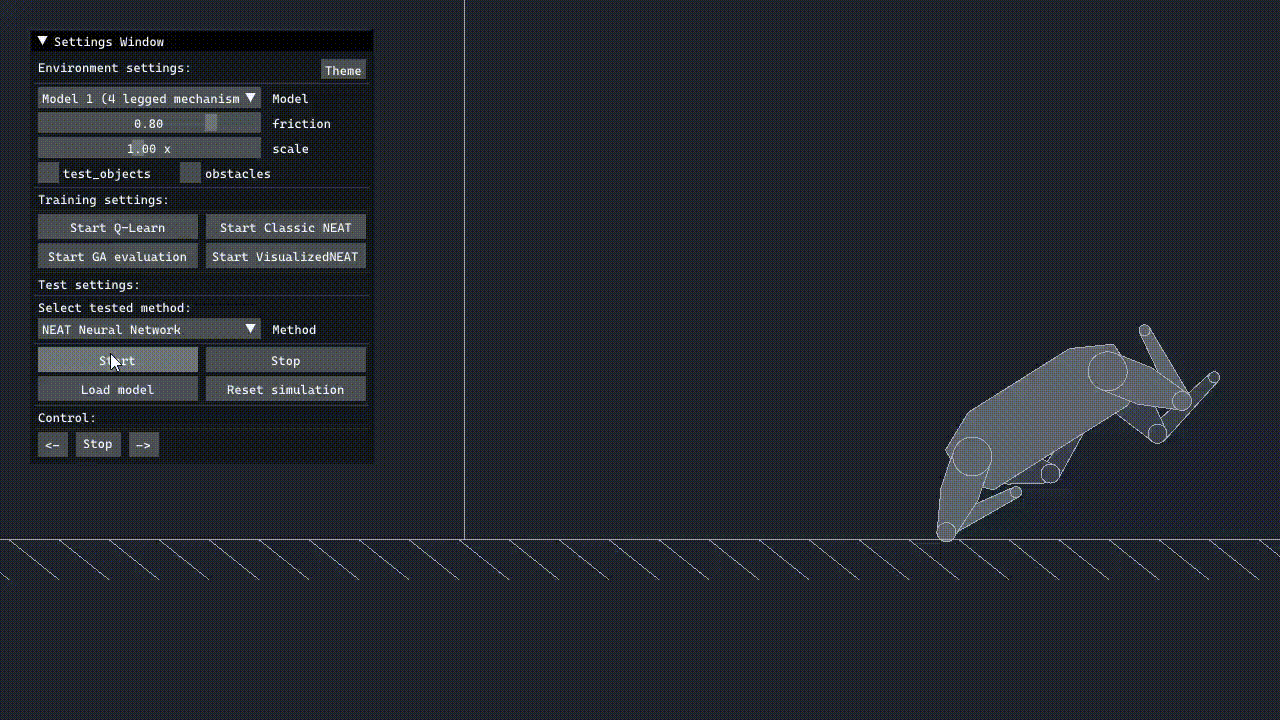 Settings Window
Environment settings: Theme
Model 1 (4 legged mechanism Model
0.80 friction
1.00 x scale
test_objects obstacles
Training settings:
Start Q-Learn Start Classic NEAT
Start GA evaluation Start VisualizedNEAT
Test settings:
Select tested method:
NEAT Neural Network Method
Start Stop
Load model Reset simulation
Control:
<- Stop ->